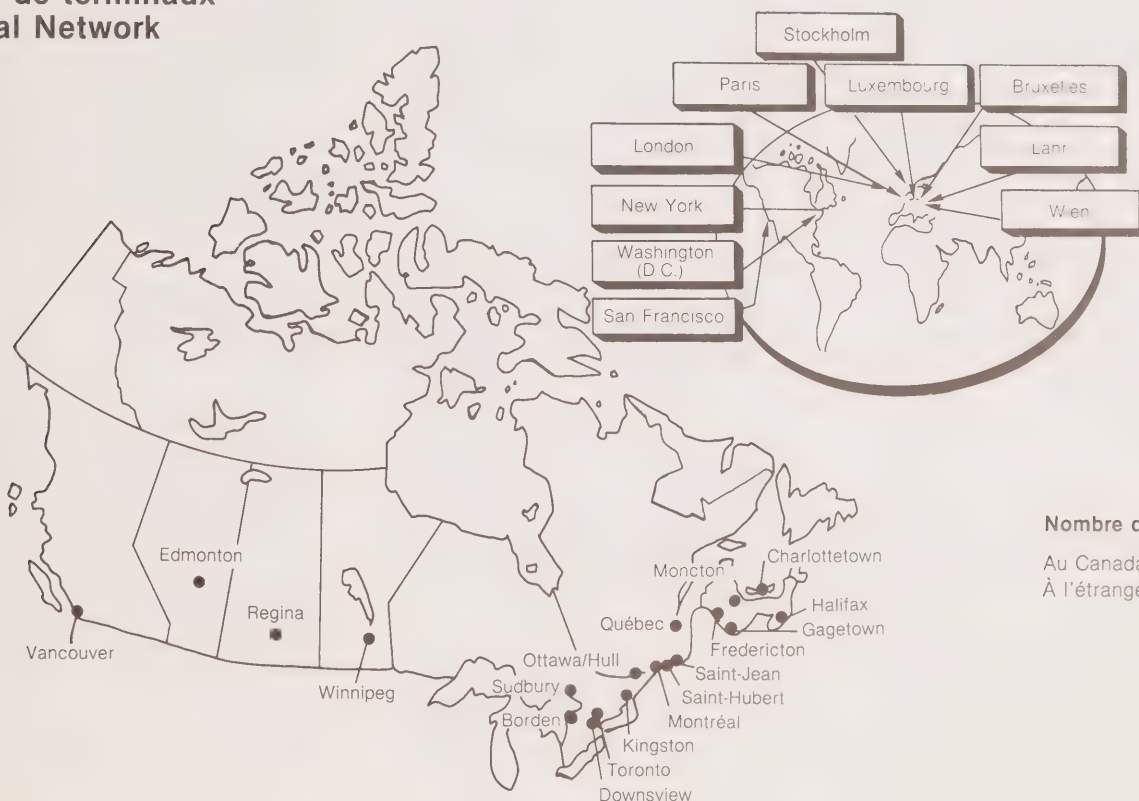 de terminaux
al Network
Stockholm
Paris
Luxembourg
Bruxelles
London
Lahr
New York
Wien
Washington
(D.C.)
San Francisco
Nombre d
Au Canada
À l'étrange
Edmonton
Regina
Vancouver
Winnipeg
Moncton
Charlottetown
Québec
Halifax
Gagetown
Fredericton
Ottawa/Hull
Saint-Jean
Sudbury
Saint-Hubert
Borden
Montréal
Kingston
Toronto
Downsview